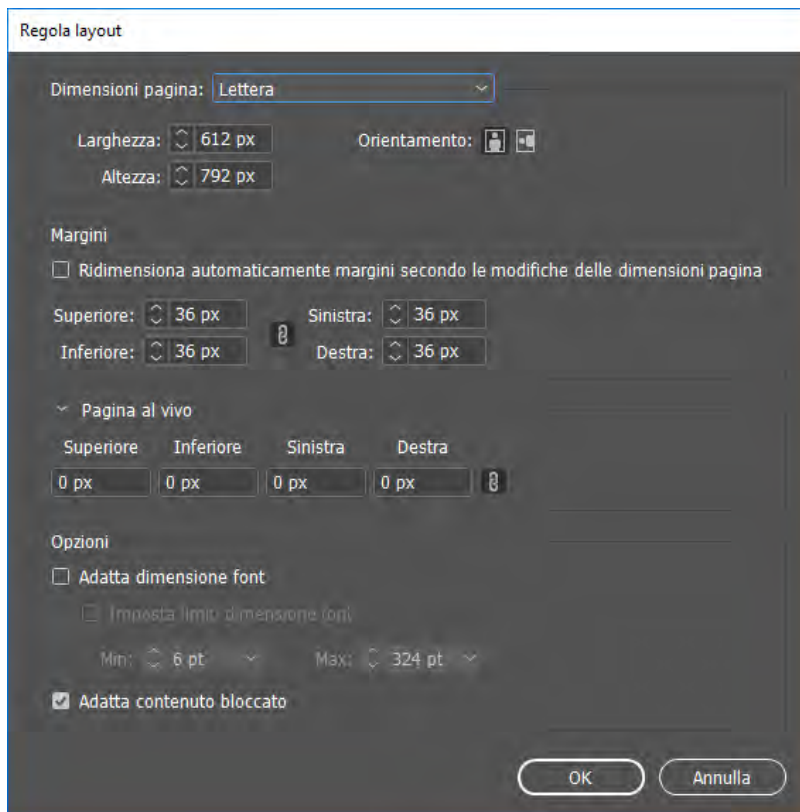 Regola layout
Dimensioni pagina: Lettera
Larghezza: 612 px Orientamento:
Altezza: 792 px
Margini
Ridimensiona automaticamente margini secondo le modifiche delle dimensioni pagina
Superiore: 36 px Sinistra: 36 px
Inferiore: 36 px Destra: 36 px
Pagina al vivo
Superiore Inferiore Sinistra Destra
0 px 0 px 0 px 0 px
Opzioni
Adatta dimensione font
Imposta limiti dimensione font
Min: 6 pt Max: 324 pt
Adatta contenuto bloccato
OK Annulla